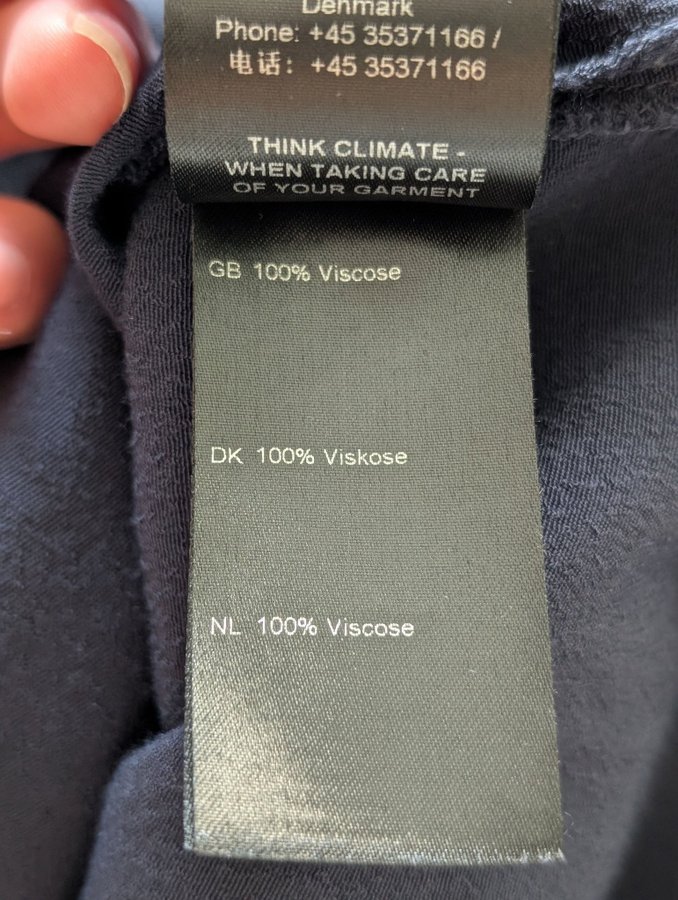 Denmark
Phone: +45 35371166 /
电话：+45 35371166
THINK CLIMATE -
WHEN TAKING CARE
OF YOUR GARMENT
GB 100% Viscose
DK 100% Viskose
NL 100% Viscose